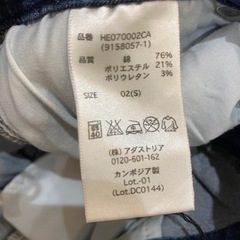 品番 HE070002CA
(9158057-1)
品質 綿 76%
ポリエステル 21%
ポリウレタン 3%
SIZE 02(S)
40
(株) アダストリア
0120-601-162
カンボジア製
Lot.-01
(Lot.DC0144)